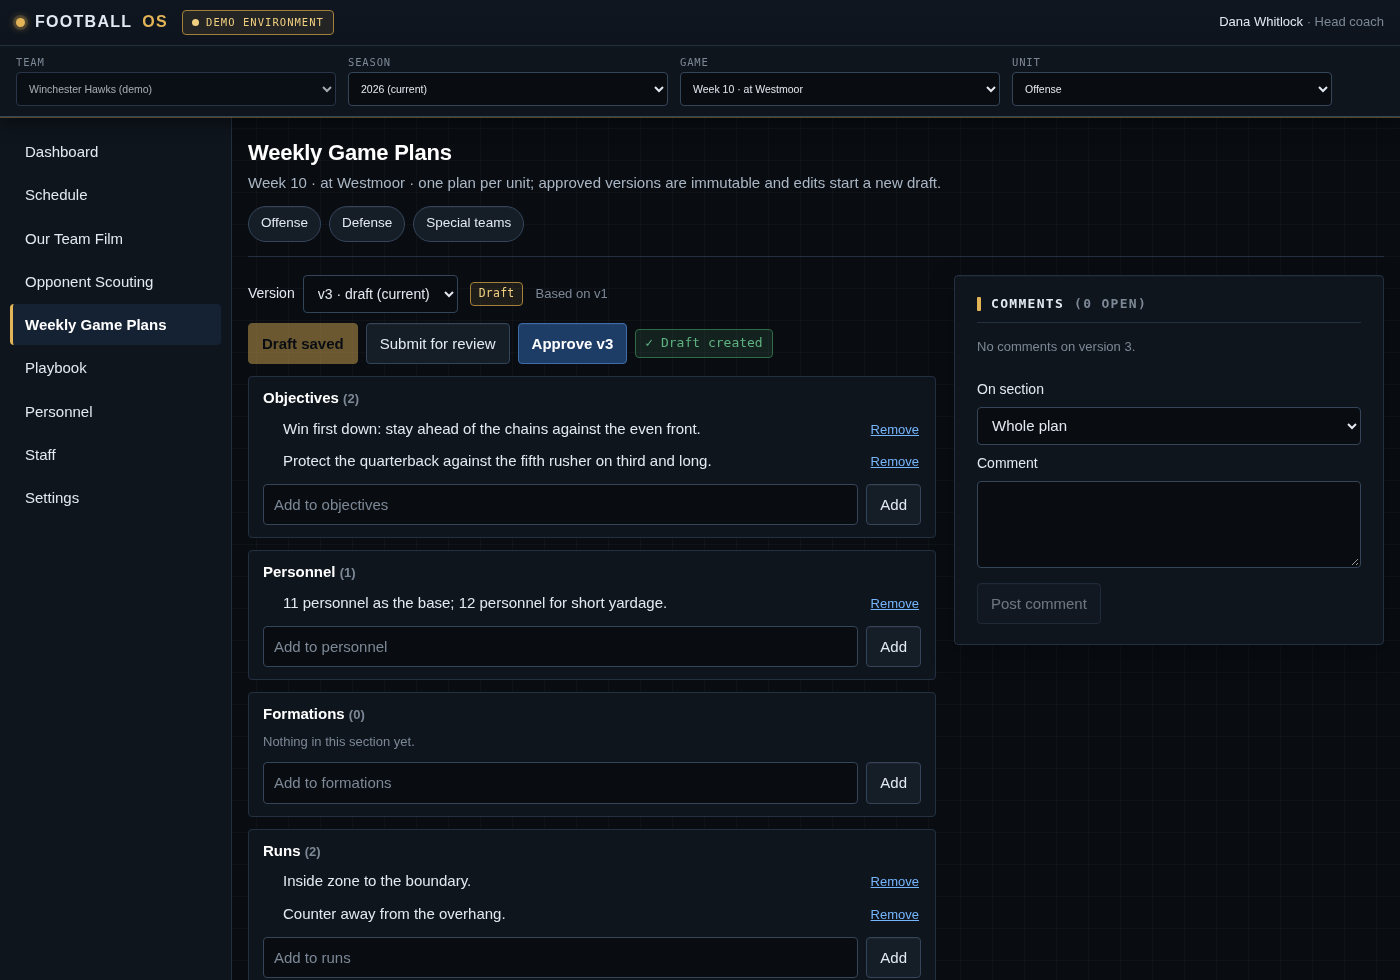 FOOTBALL OS
DEMO ENVIRONMENT
Dana Whitlock · Head coach
TEAM
Winchester Hawks (demo)
SEASON
2026 (current)
GAME
Week 10 · at Westmoor
UNIT
Offense
Dashboard
Schedule
Our Team Film
Opponent Scouting
Weekly Game Plans
Playbook
Personnel
Staff
Settings
Weekly Game Plans
Week 10 · at Westmoor · one plan per unit; approved versions are immutable and edits start a new draft.
Offense
Defense
Special teams
Version
v3 · draft (current)
Draft
Based on v1
Draft saved
Submit for review
Approve v3
✓ Draft created
Objectives (2)
Win first down: stay ahead of the chains against the even front.
Remove
Protect the quarterback against the fifth rusher on third and long.
Remove
Add to objectives
Add
Personnel (1)
11 personnel as the base; 12 personnel for short yardage.
Remove
Add to personnel
Add
Formations (0)
Nothing in this section yet.
Add to formations
Add
Runs (2)
Inside zone to the boundary.
Remove
Counter away from the overhang.
Remove
Add to runs
Add
COMMENTS (0 OPEN)
No comments on version 3.
On section
Whole plan
Comment
Post comment